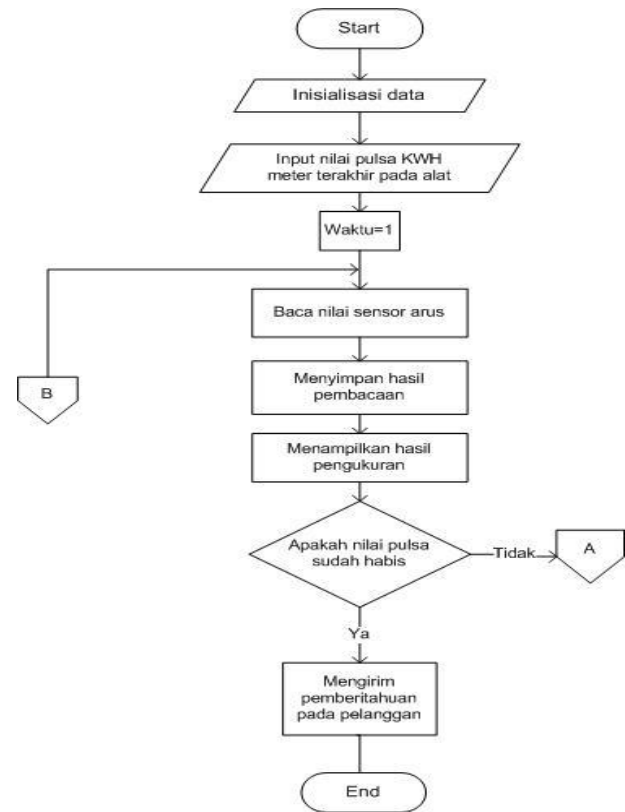 Start
Inisialisasi data
Input nilai pulsa KWH
meter terakhir pada alat
Waktu=1
Baca nilai sensor arus
B
Menyimpan hasil
pembacaan
Menampilkan hasil
pengukuran
Apakah nilai pulsa
sudah habis
Tidak
A
Ya
Mengirim
pemberitahuan
pada pelanggan
End